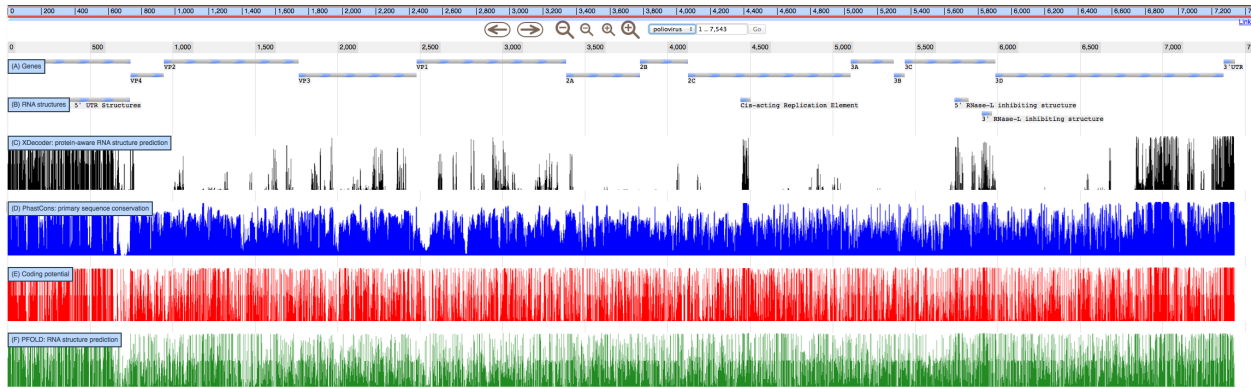 0 200 400 600 800 1,000 1,200 1,400 1,600 1,800 2,000 2,200 2,400 2,600 2,800 3,000 3,200 3,400 3,600 3,800 4,000 4,200 4,400 4,600 4,800 5,000 5,200 5,400 5,600 5,800 6,000 6,200 6,400 6,600 6,800 7,000 7,200 7
Link
poliovirus 1 .. 7,543 Go
0 500 1,000 1,500 2,000 2,500 3,000 3,500 4,000 4,500 5,000 5,500 6,000 6,500 7,000 7,5
(A) Genes
VP2 VP1 2B 3A 3C 3'UTR
VP4 VP3 2A 2C 3B 3D
(B) RNA structures
5' UTR Structures Cis-acting Replication Element 5' RNase-L inhibiting structure
3' RNase-L inhibiting structure
(C) XDecoder: protein-aware RNA structure prediction
(D) PhastCons: primary sequence conservation
(E) Coding potential
(F) PFOLD: RNA structure prediction